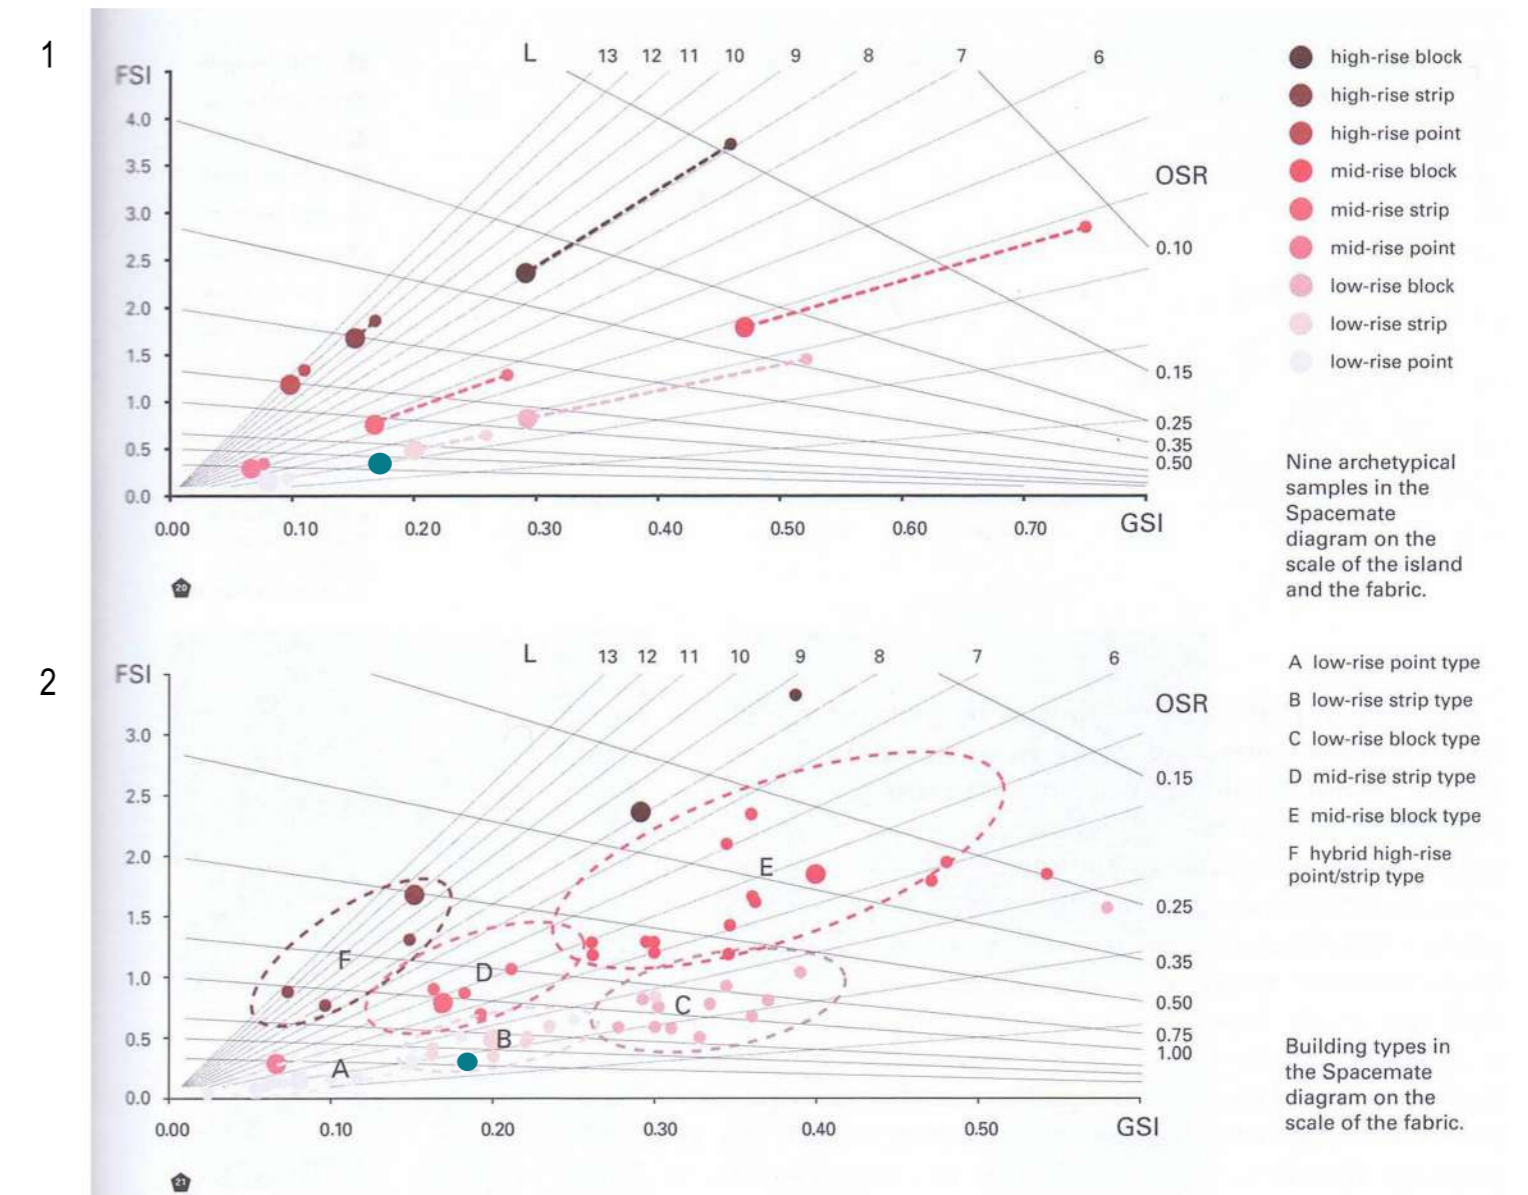 1
L 13 12 11 10 9 8 7 6
FSI
4.0
3.5
3.0
2.5
2.0
1.5
1.0
0.5
0.0
0.00 0.10 0.20 0.30 0.40 0.50 0.60 0.70 GSI
OSR
0.10
0.15
0.25
0.35
0.50
high-rise block
high-rise strip
high-rise point
mid-rise block
mid-rise strip
mid-rise point
low-rise block
low-rise strip
low-rise point
Nine archetypical
samples in the
Spacemate
diagram on the
scale of the island
and the fabric.
20
2
L 13 12 11 10 9 8 7 6
FSI
3.0
2.5
2.0
1.5
1.0
0.5
0.0
0.00 0.10 0.20 0.30 0.40 0.50 GSI
E
F
D
C
B
A
OSR
0.15
0.25
0.35
0.50
0.75
1.00
A low-rise point type
B low-rise strip type
C low-rise block type
D mid-rise strip type
E mid-rise block type
F hybrid high-rise
point/strip type
Building types in
the Spacemate
diagram on the
scale of the fabric.
21